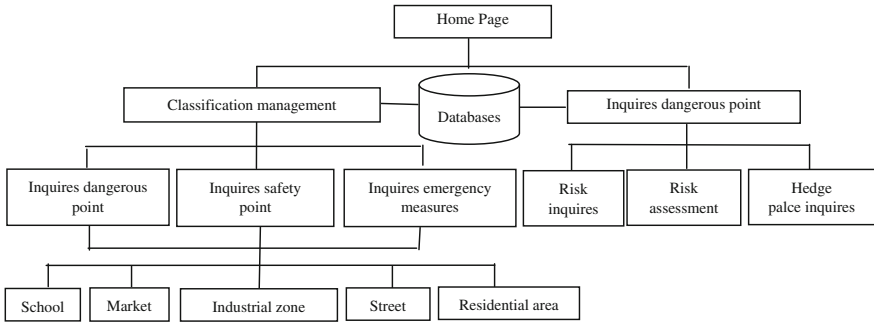 Home Page
Classification management
Databases
Inquires dangerous point
Inquires dangerous
point
Inquires safety
point
Inquires emergency
measures
Risk
inquires
Risk
assessment
Hedge
palce inquires
School
Market
Industrial zone
Street
Residential area